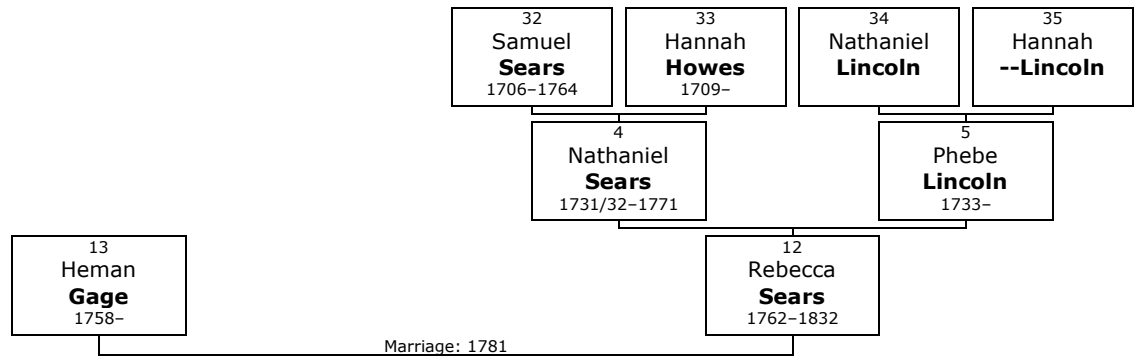 32
Samuel
Sears
1706–1764
33
Hannah
Howes
1709–
34
Nathaniel
Lincoln
35
Hannah
--Lincoln
4
Nathaniel
Sears
1731/32–1771
5
Phebe
Lincoln
1733–
13
Heman
Gage
1758–
12
Rebecca
Sears
1762–1832
Marriage: 1781